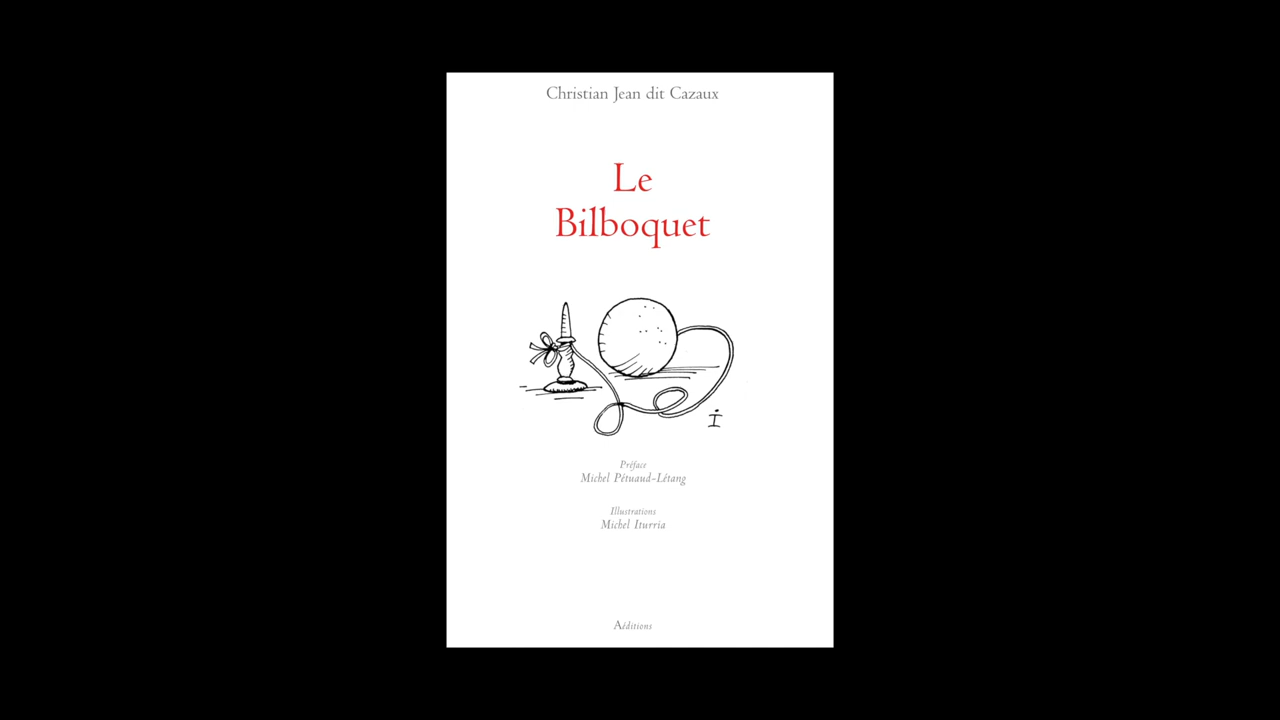 Christian Jean dit Cazaux
Le
Bilboquet
Préface
Michel Pétuaud-Létang
Illustrations
Michel Iturria
Aéditions